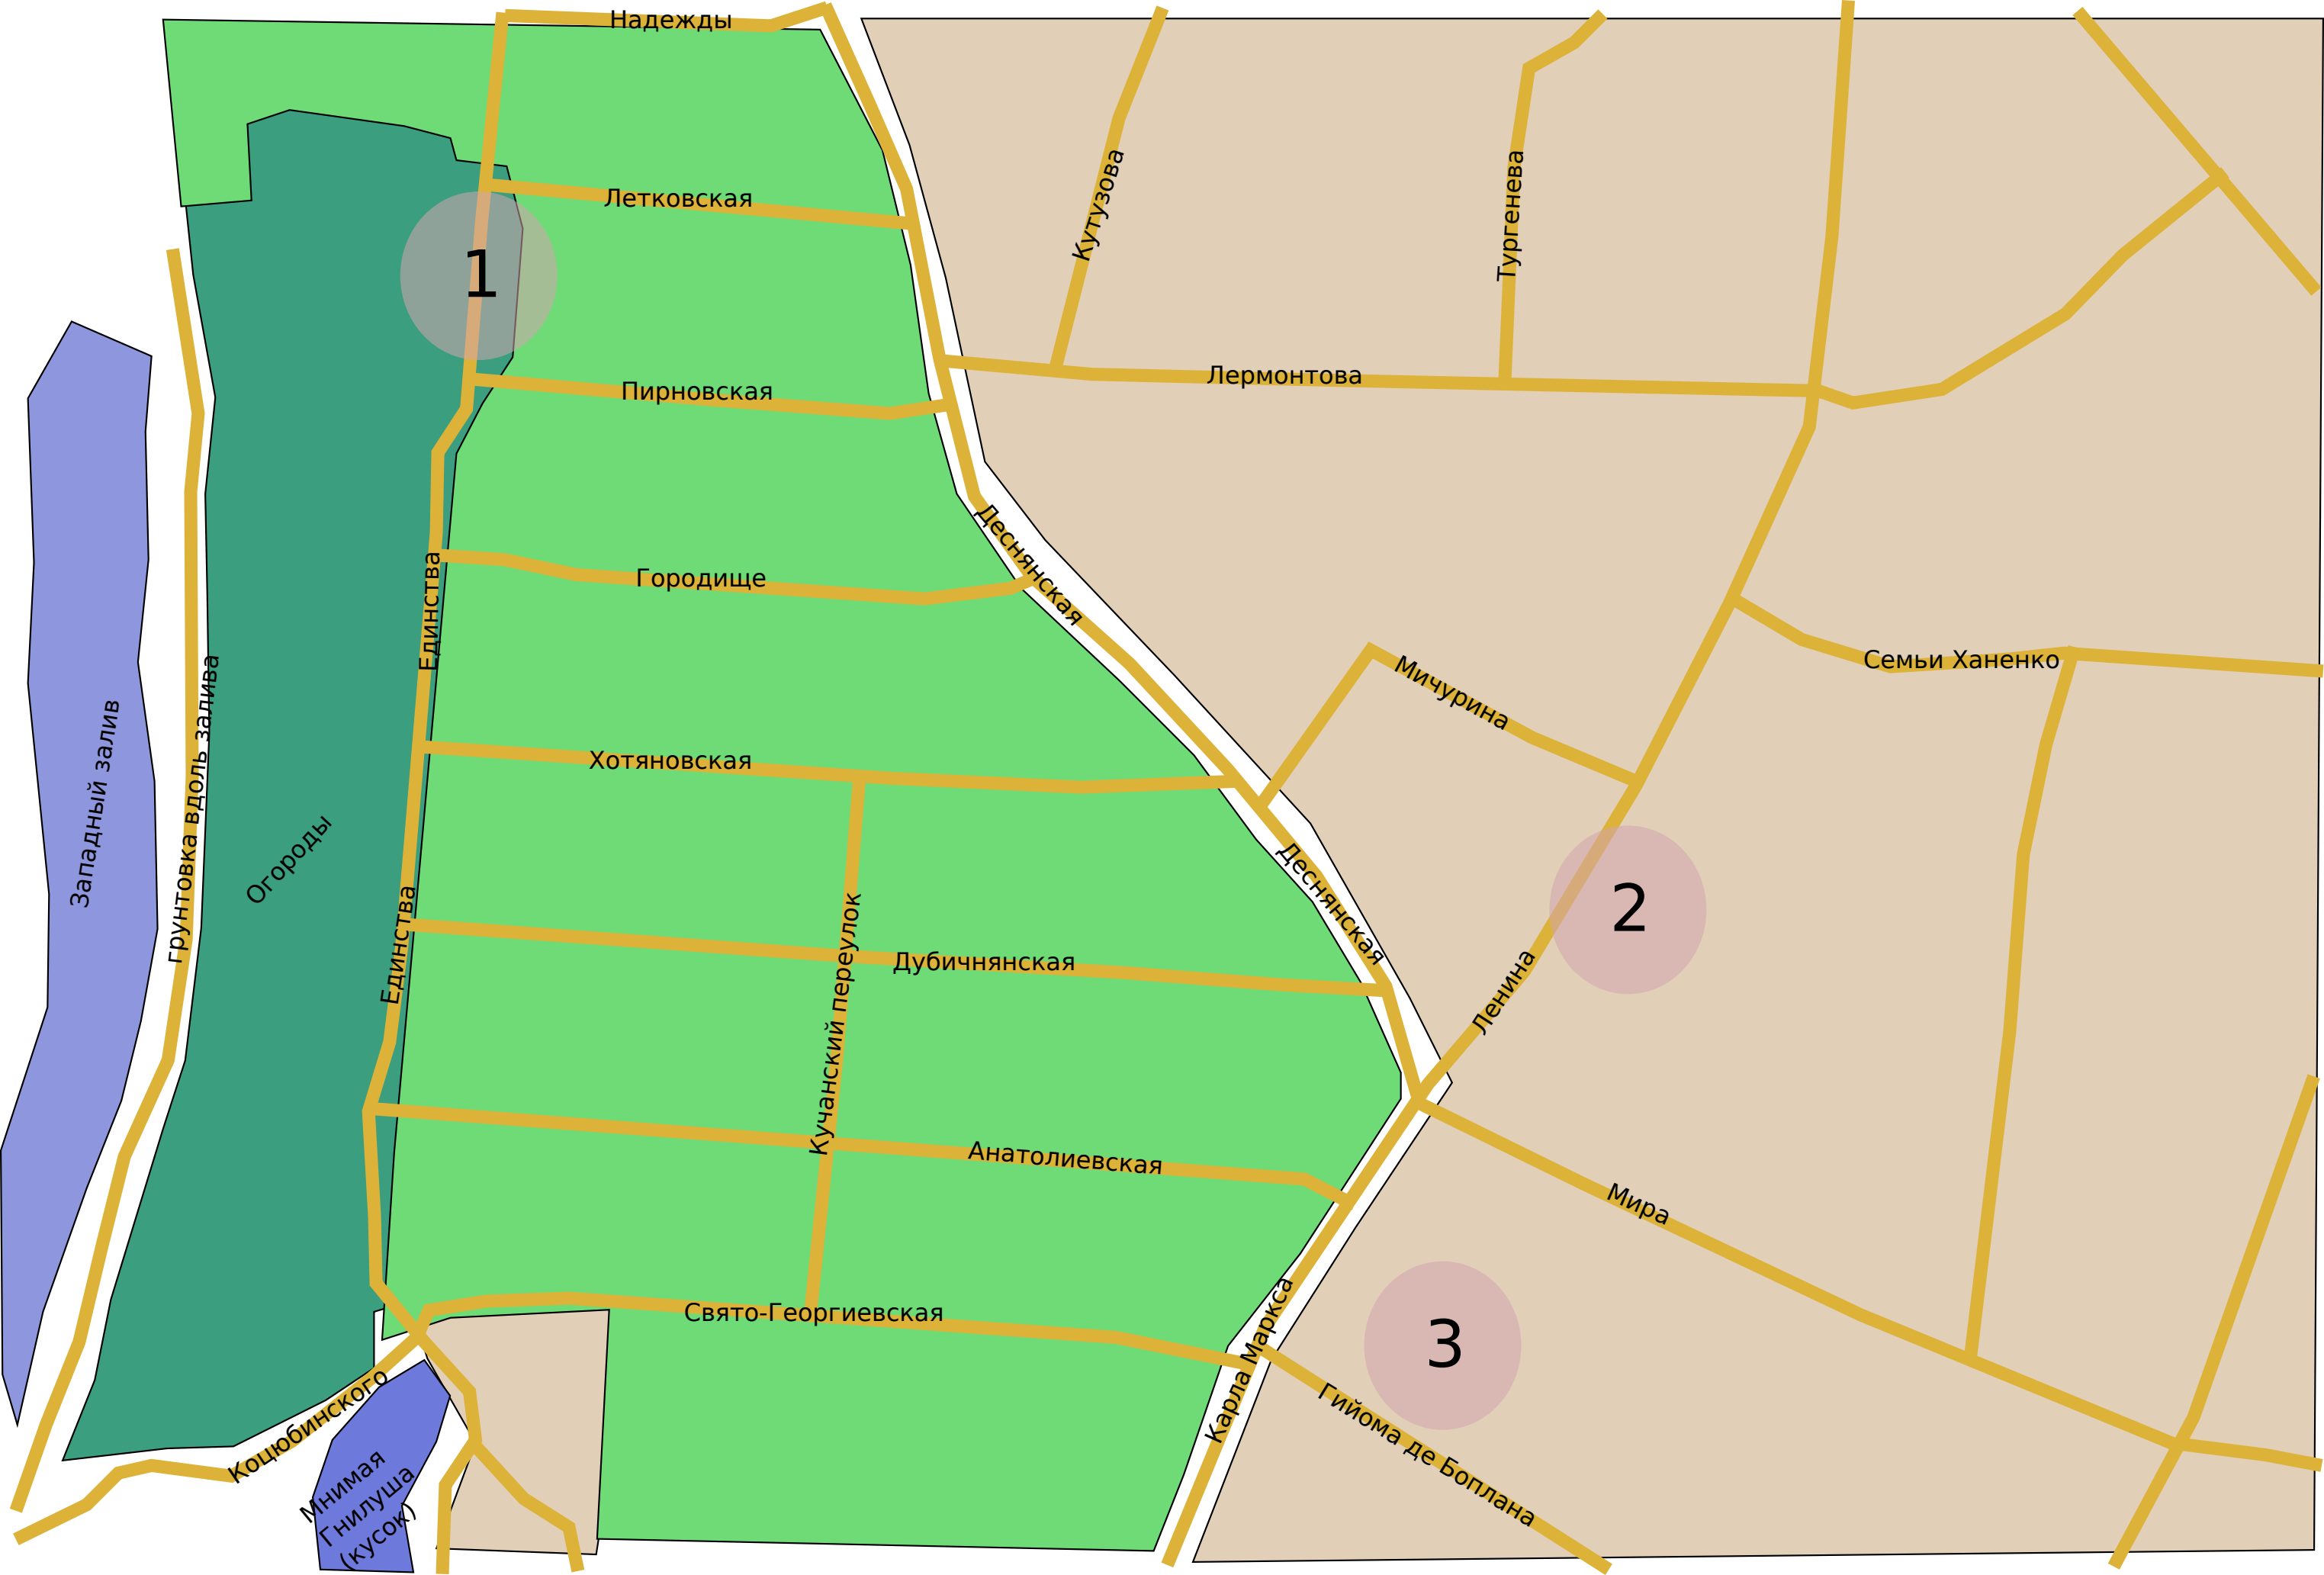 Надежды
Летковская
Кутузова
Тургенева
1
Пирновская
Лермонтова
Деснянская
Городище
Единства
Мичурина
Семьи Ханенко
Западный залив
грунтовка вдоль залива
Хотяновская
Огороды
Деснянская
2
Единства
Кучанский переулок
Дубичнянская
Ленина
Анатолиевская
Мира
Свято-Георгиевская
Карла Маркса
3
Гийома де Боплана
Коцюбинского
Мнимая
Гнилуша
(кусок)